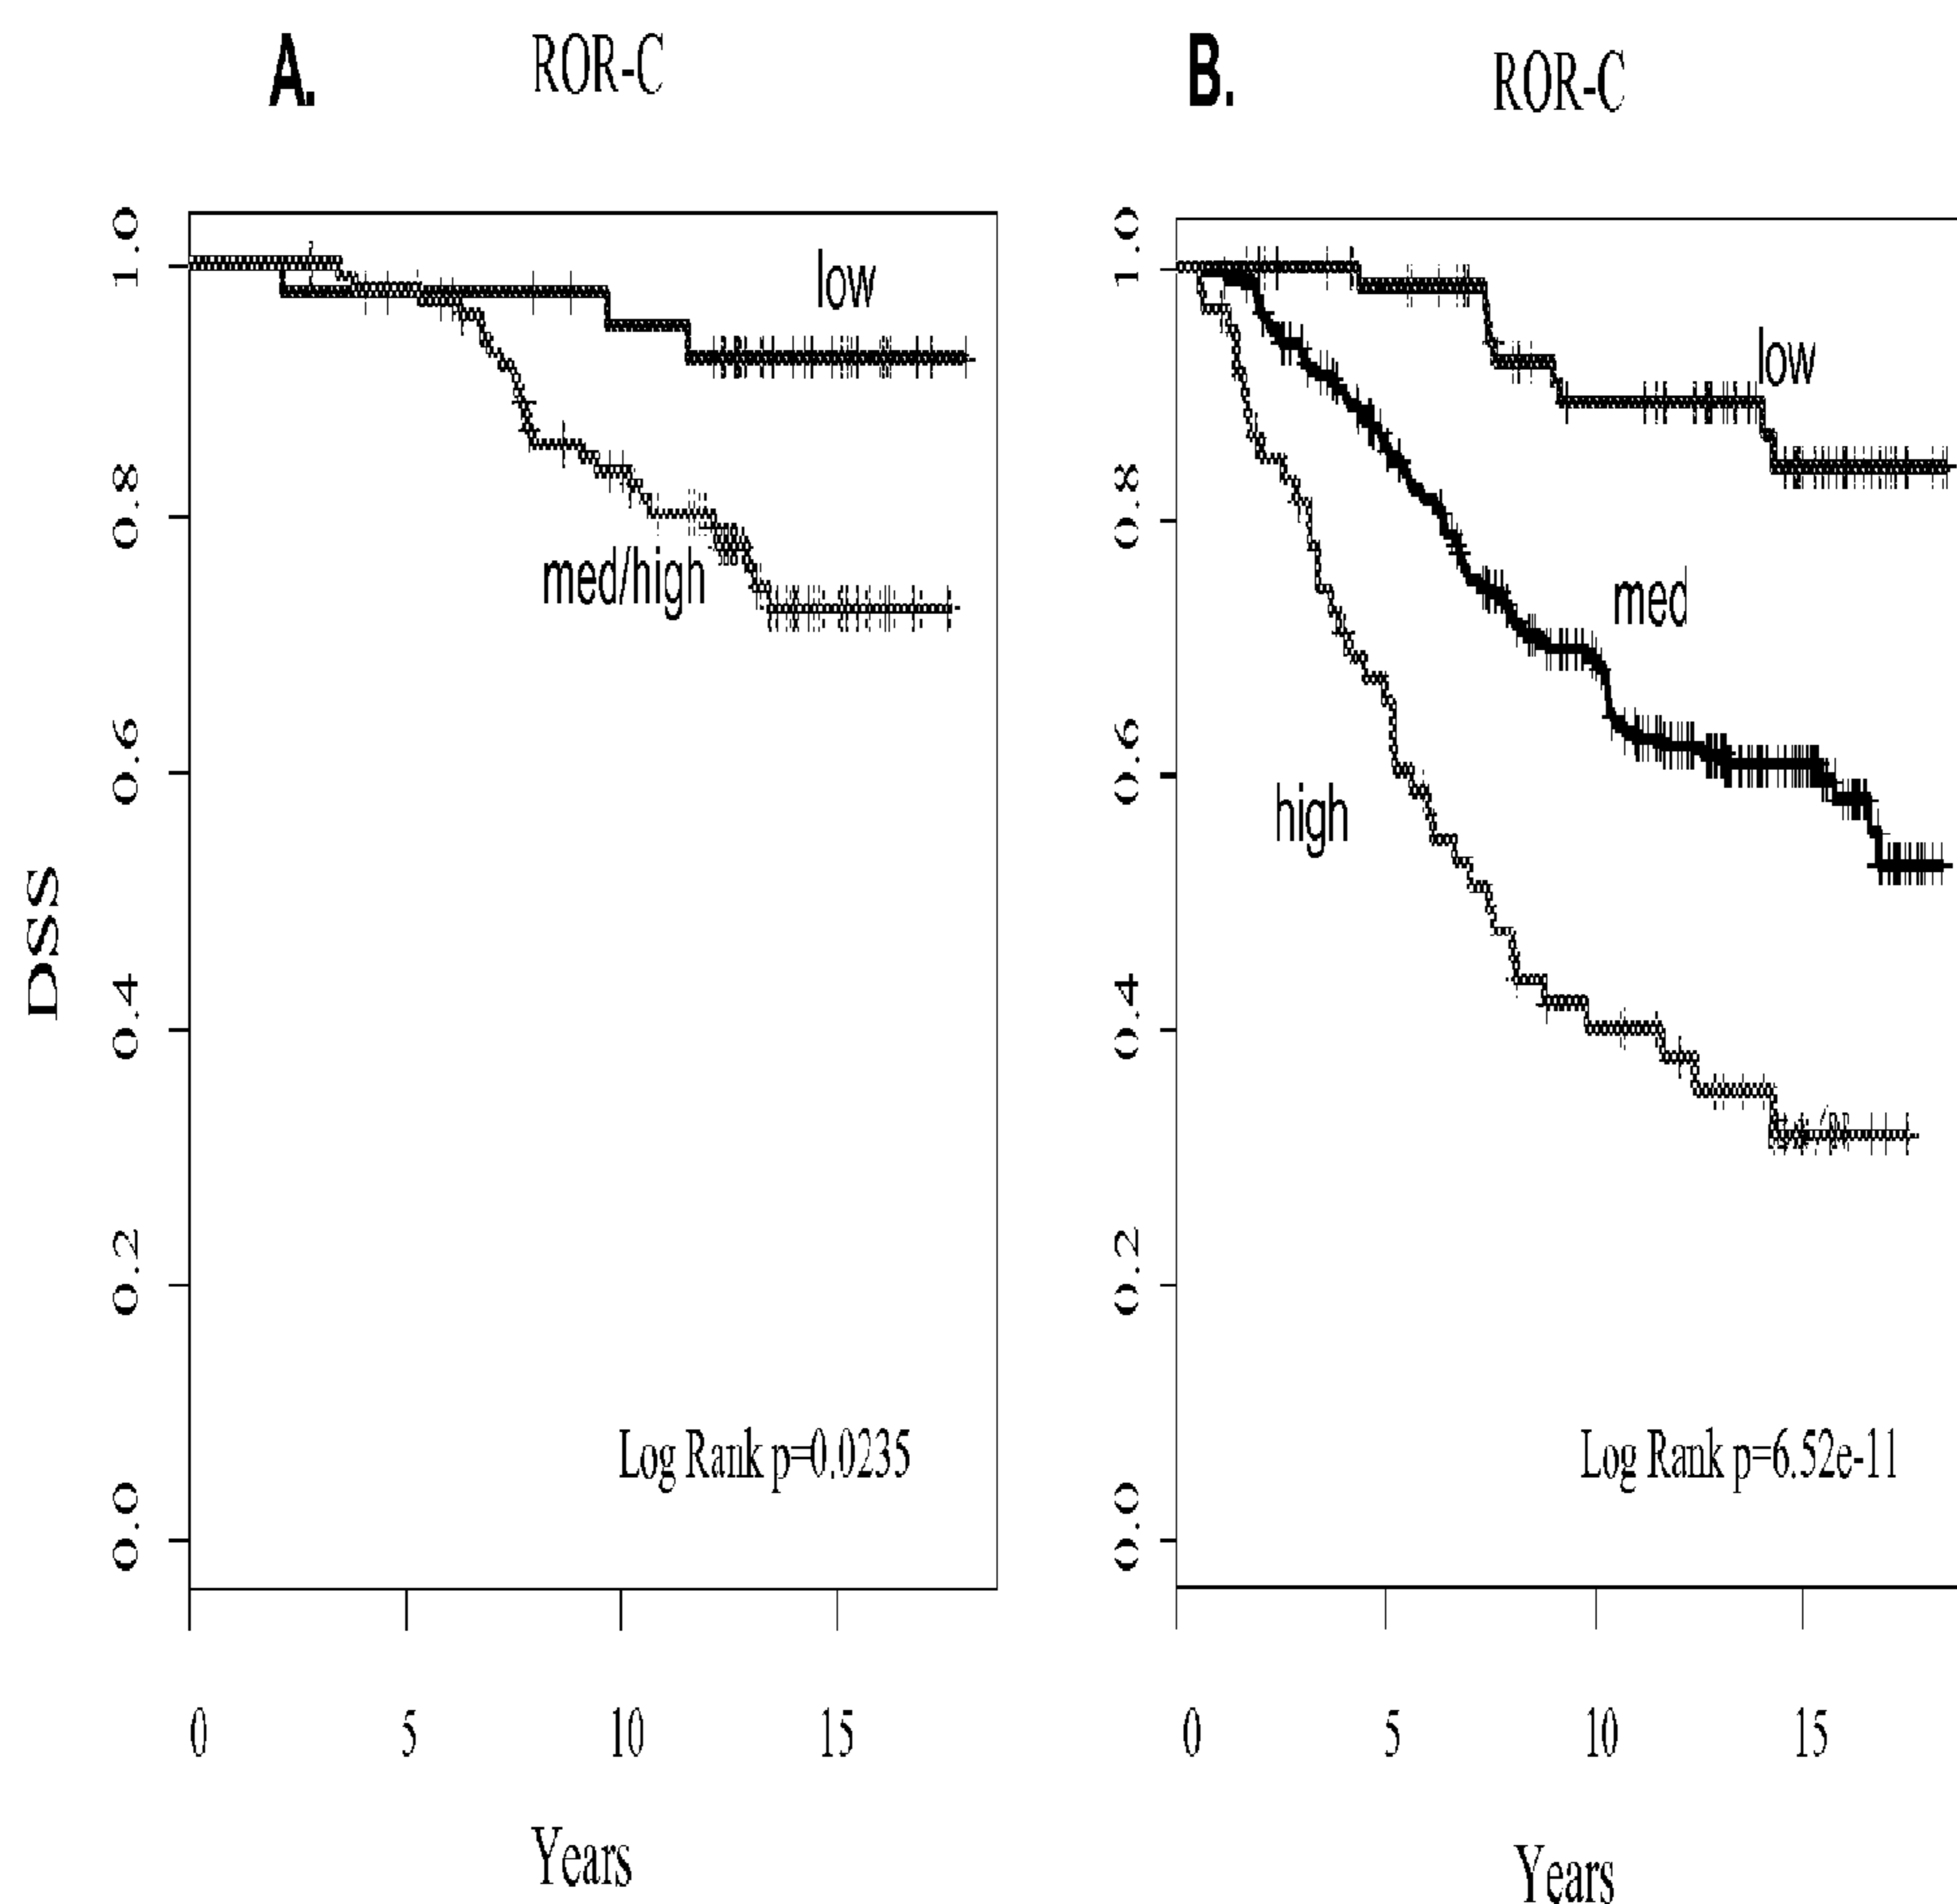 A.
ROR-C
DSS
1.0
0.8
0.6
0.4
0.2
0.0
low
med/high
Log Rank p=0.0235
0 5 10 15
Years
B.
ROR-C
1.0
0.8
0.6
0.4
0.2
0.0
low
med
high
Log Rank p=6.52e-11
0 5 10 15
Years